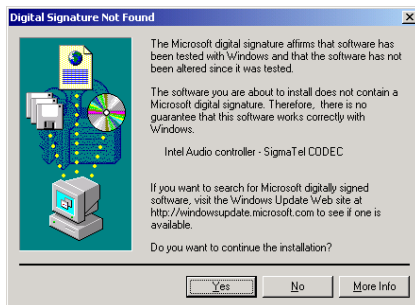 Digital Signature Not Found
The Microsoft digital signature affirms that software has
been tested with Windows and that the software has not
been altered since it was tested.
The software you are about to install does not contain a
Microsoft digital signature. Therefore, there is no
guarantee that this software works correctly with
Windows.
Intel Audio controller - SigmaTel CODEC
If you want to search for Microsoft digitally signed
software, visit the Windows Update Web site at
http://windowsupdate.microsoft.com to see if one is
available.
Do you want to continue the installation?
Yes No More Info